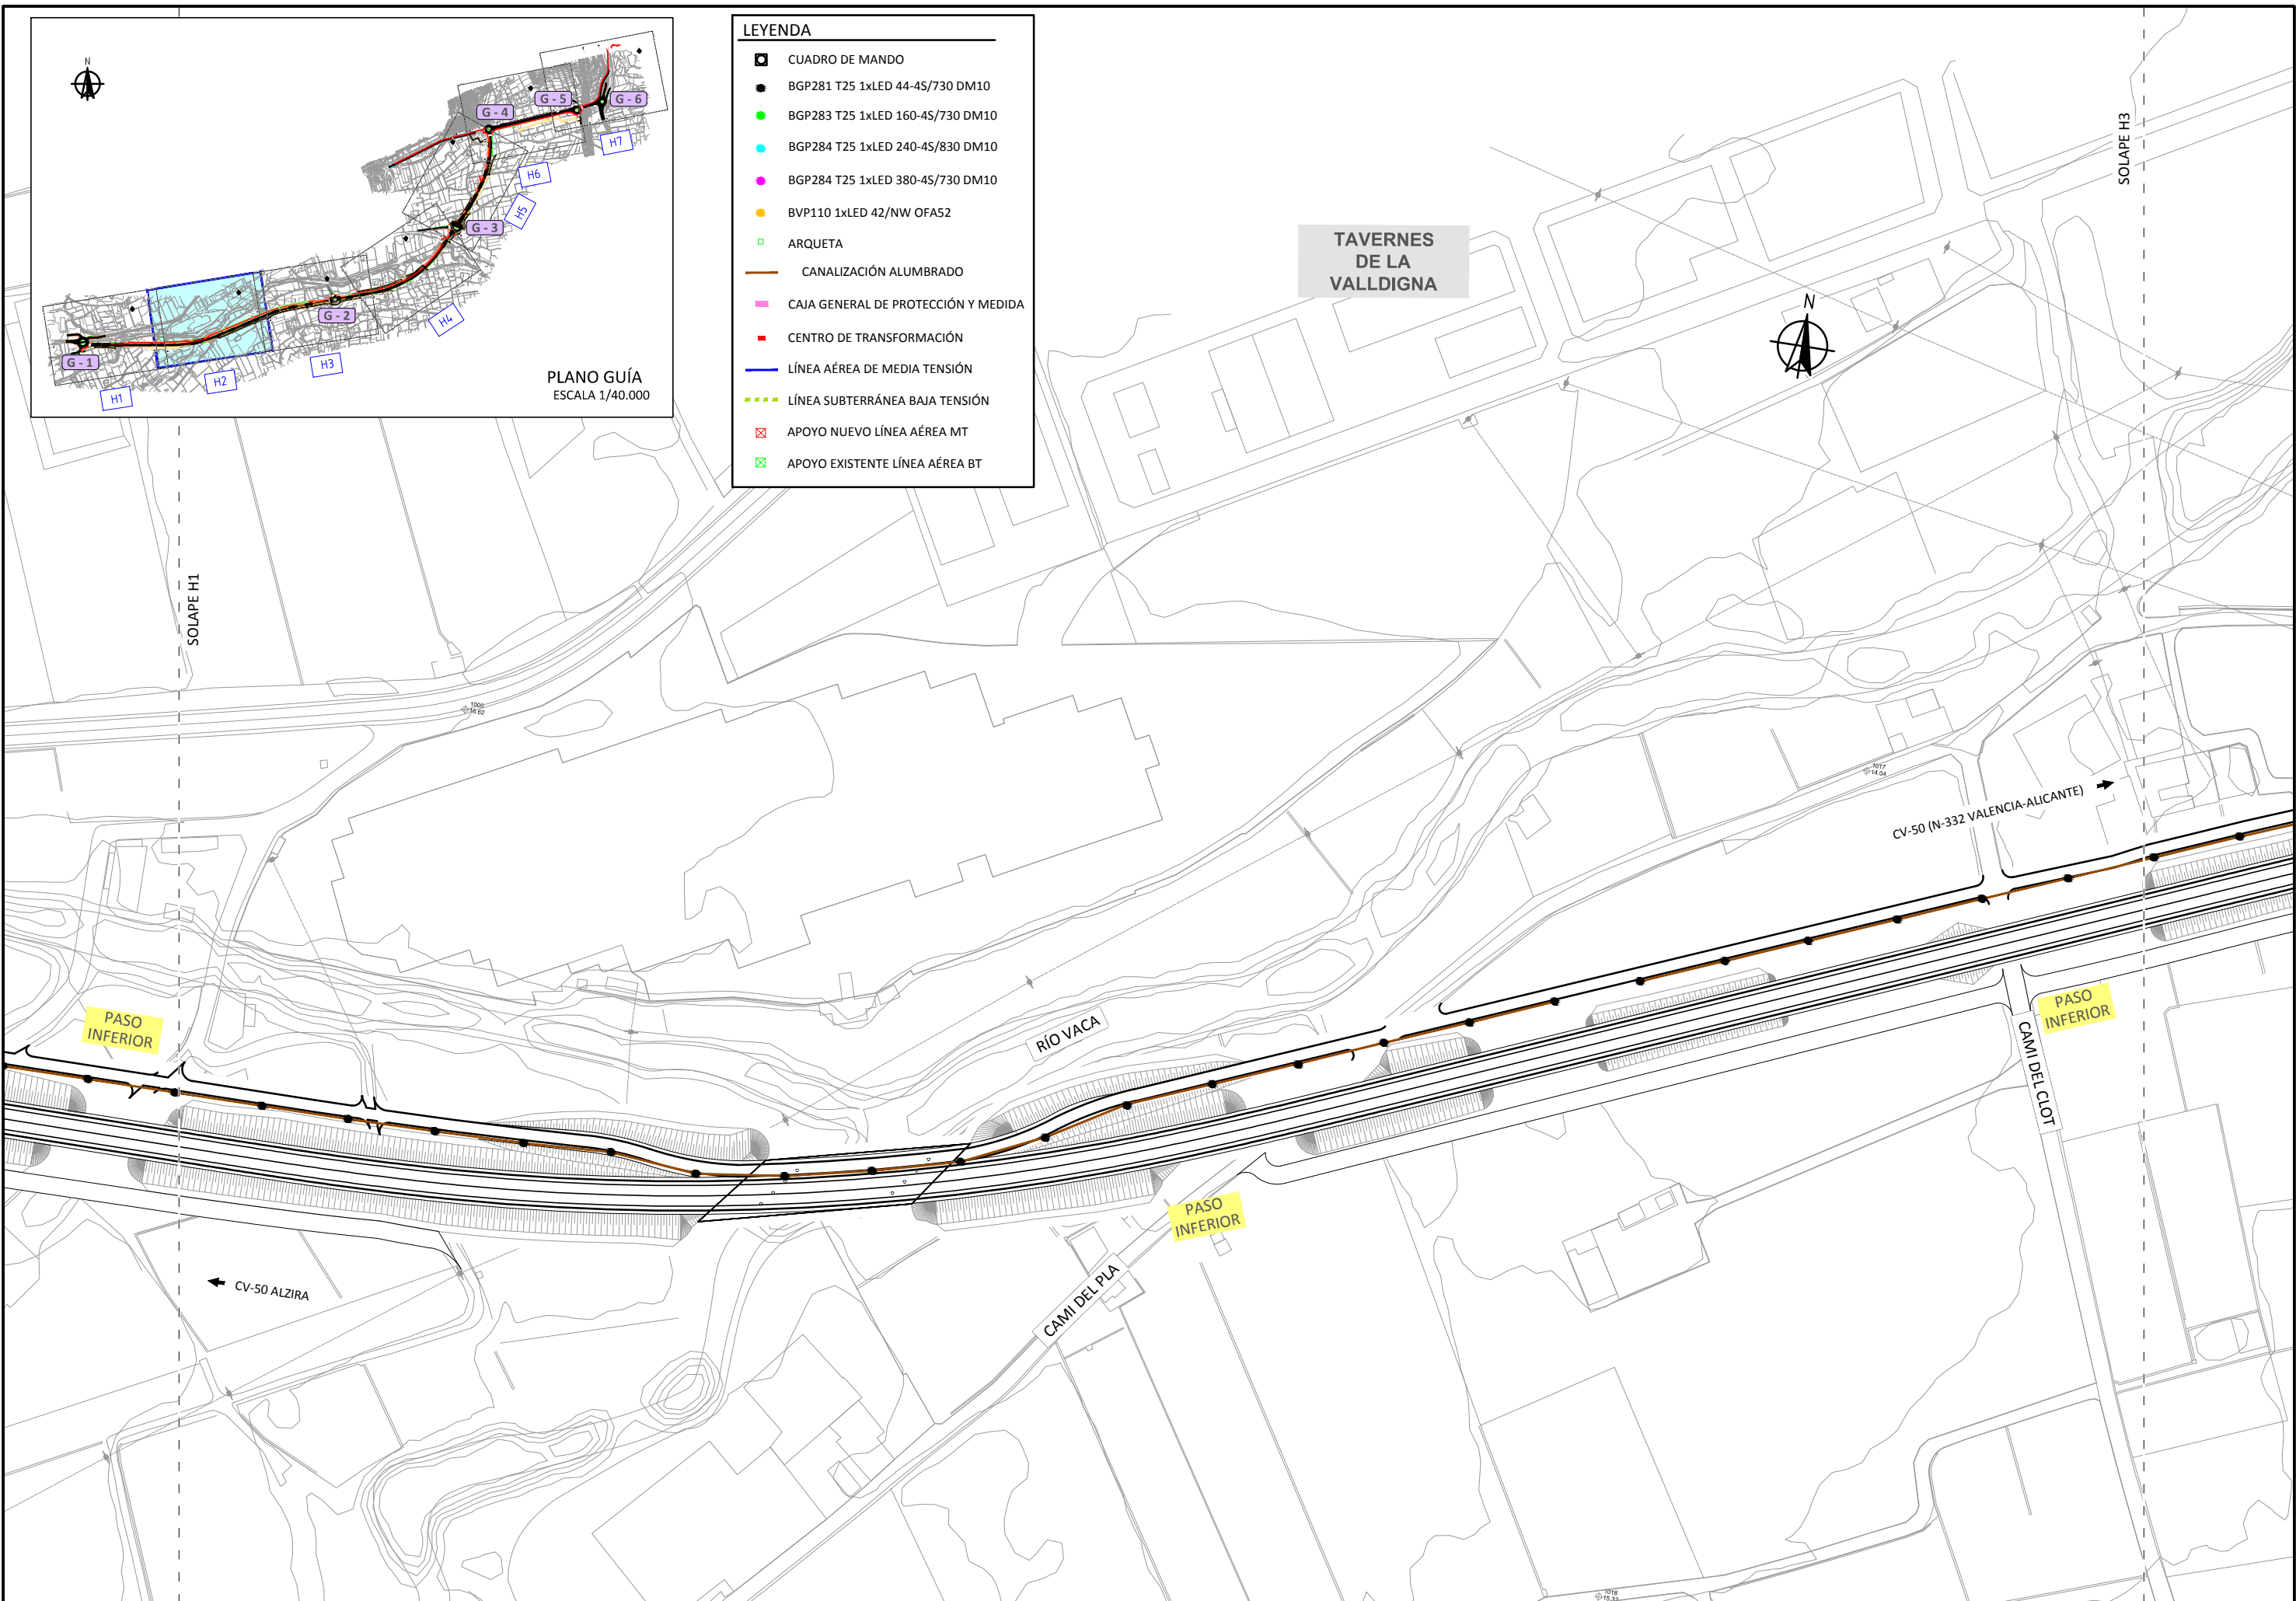 N
G - 1
G - 2
G - 3
G - 4
G - 5
G - 6
H1
H2
H3
H4
H5
H6
H7
PLANO GUÍA
ESCALA 1/40.000
LEYENDA
CUADRO DE MANDO
BGP281 T25 1xLED 44-4S/730 DM10
BGP283 T25 1xLED 160-4S/730 DM10
BGP284 T25 1xLED 240-4S/830 DM10
BGP284 T25 1xLED 380-4S/730 DM10
BVP110 1xLED 42/NW OFA52
ARQUETA
CANALIZACIÓN ALUMBRADO
CAJA GENERAL DE PROTECCIÓN Y MEDIDA
CENTRO DE TRANSFORMACIÓN
LÍNEA AÉREA DE MEDIA TENSIÓN
LÍNEA SUBTERRÁNEA BAJA TENSIÓN
APOYO NUEVO LÍNEA AÉREA MT
APOYO EXISTENTE LÍNEA AÉREA BT
TAVERNES
DE LA
VALLDIGNA
N
SOLAPE H3
SOLAPE H1
1017
14.04
CV-50 (N-332 VALENCIA-ALICANTE)
PASO
INFERIOR
RÍO VACA
PASO
INFERIOR
CAMI DEL CLOT
PASO
INFERIOR
CV-50 ALZIRA
CAMI DEL PLA
1018